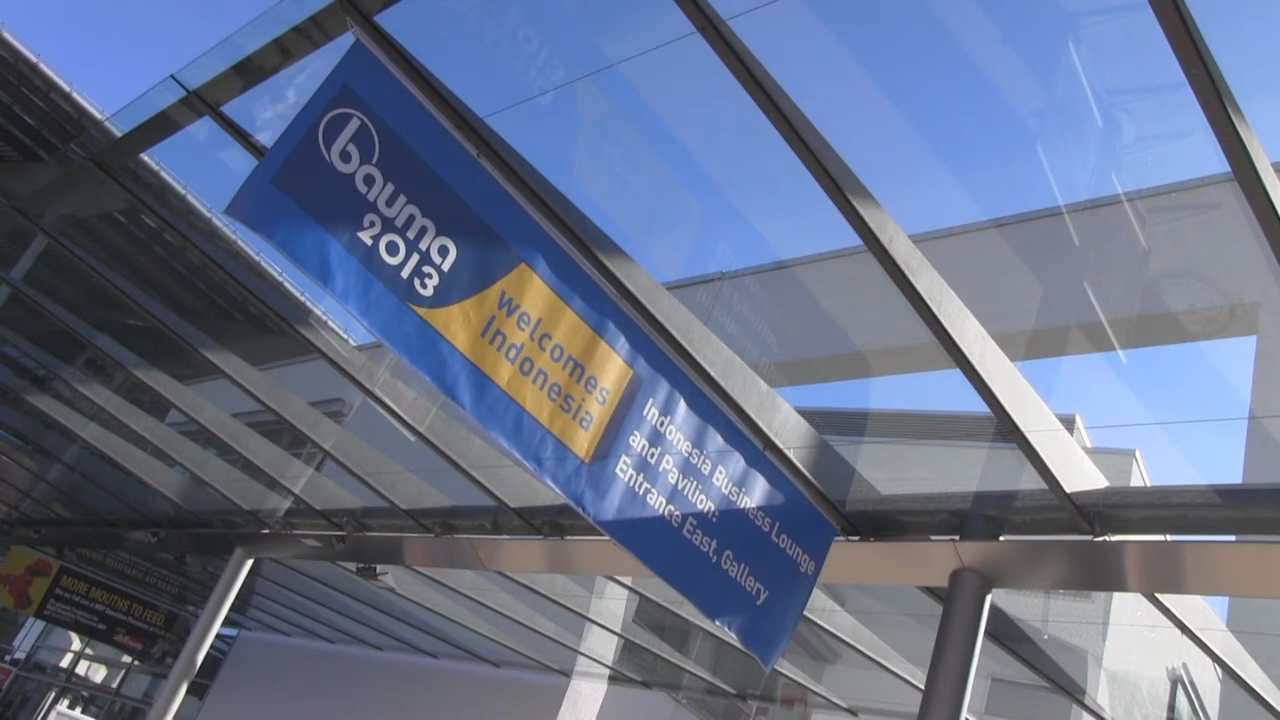 bauma
2013
welcomes
Indonesia
Indonesia Business Lounge
and Pavilion:
Entrance East, Gallery
MORE MOUTHS TO FEED.